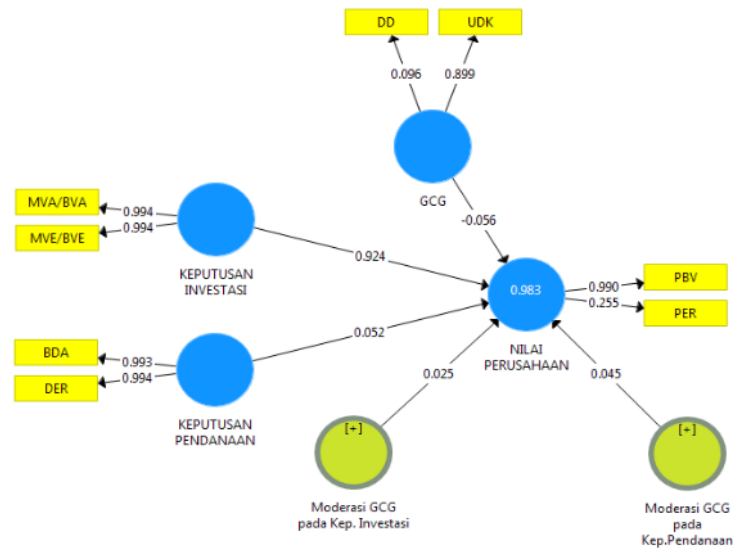 DD
UDK
0.096
0.899
GCG
-0.056
MVA/BVA
0.994
MVE/BVE
0.994
KEPUTUSAN
INVESTASI
0.924
0.983
NILAI
PERUSAHAAN
0.990
PBV
0.255
PER
BDA
0.993
DER
0.994
KEPUTUSAN
PENDANAAN
0.052
0.025
0.045
[+]
Moderasi GCG
pada Kep. Investasi
[+]
Moderasi GCG
pada
Kep.Pendanaan